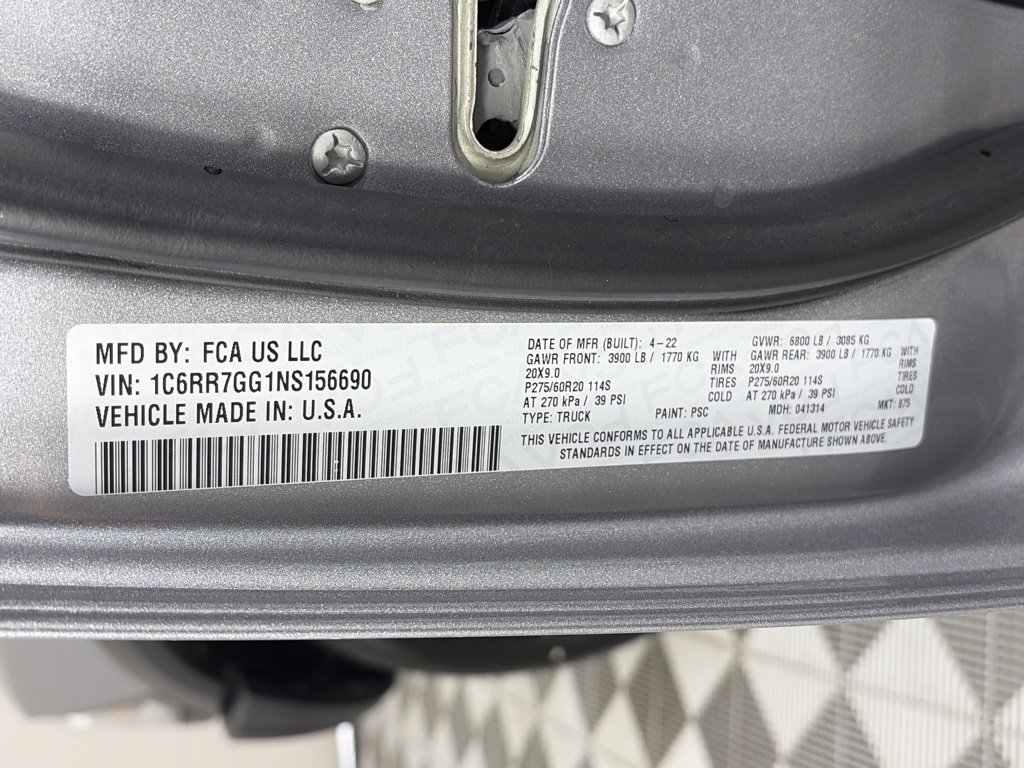 MFD BY: FCA US LLC
VIN: 1C6RR7GG1NS156690
VEHICLE MADE IN: U.S.A.
DATE OF MFR (BUILT): 4-22 GVWR: 6800 LB / 3085 KG
GAWR FRONT: 3900 LB / 1770 KG WITH GAWR REAR: 3900 LB / 1770 KG WITH
20X9.0 RIMS 20X9.0 RIMS
P275/60R20 114S TIRES P275/60R20 114S TIRES
AT 270 kPa / 39 PSI COLD AT 270 kPa / 39 PSI COLD
TYPE: TRUCK PAINT: PSC MDH: 041314 MKT: 875
THIS VEHICLE CONFORMS TO ALL APPLICABLE U.S.A. FEDERAL MOTOR VEHICLE SAFETY
STANDARDS IN EFFECT ON THE DATE OF MANUFACTURE SHOWN ABOVE.